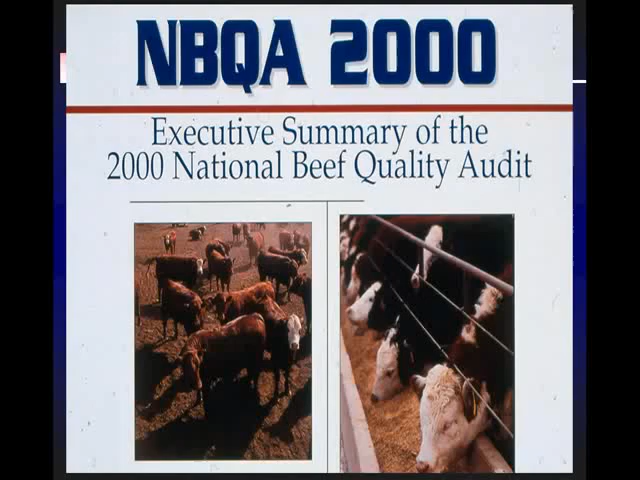 NBQA 2000
Executive Summary of the
2000 National Beef Quality Audit